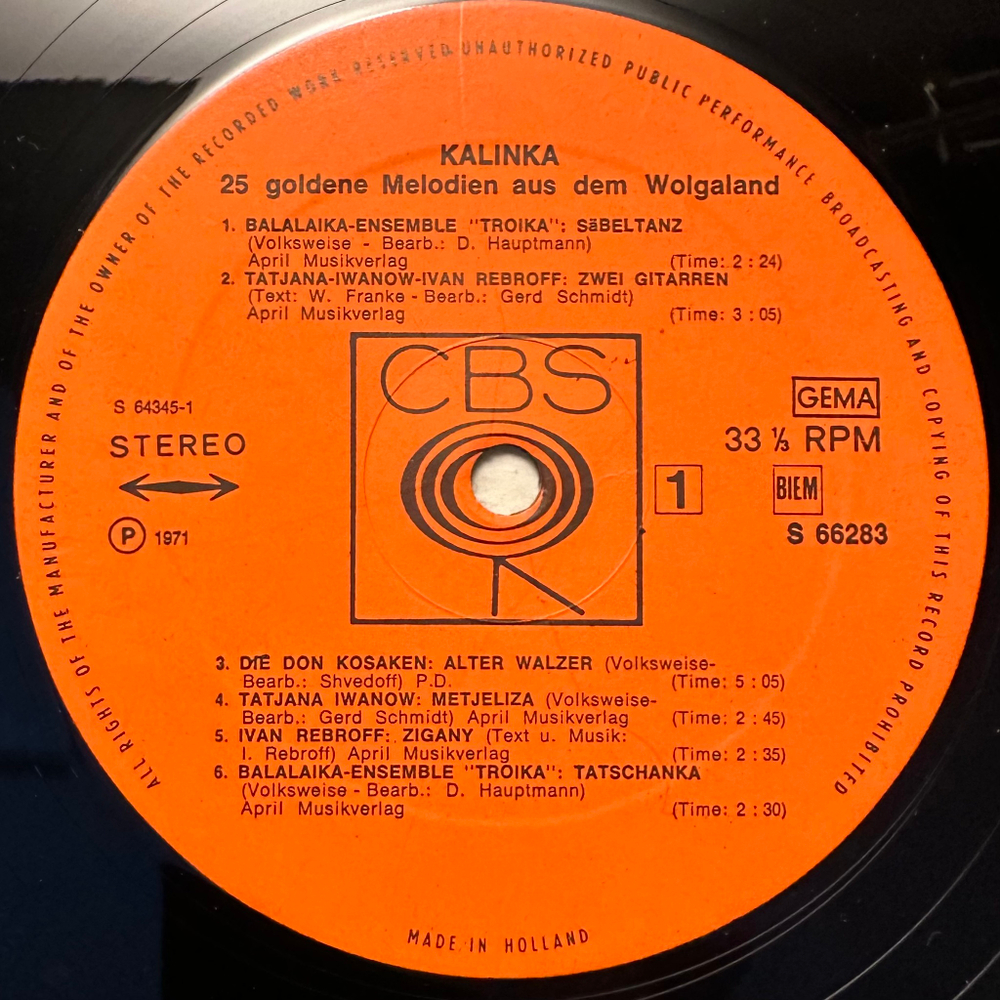 ALL RIGHTS OF THE MANUFACTURER AND OF THE OWNER OF THE RECORDED WORK RESERVED UNAUTHORIZED PUBLIC PERFORMANCE BROADCASTING AND COPYING OF THIS RECORD PROHIBITED
KALINKA
25 goldene Melodien aus dem Wolgaland
1. BALALAIKA-ENSEMBLE "TROIKA": SäBELTANZ
(Volksweise - Bearb.: D. Hauptmann)
April Musikverlag (Time: 2 : 24)
2. TATJANA-IWANOW-IVAN REBROFF: ZWEI GITARREN
(Text: W. Franke - Bearb.: Gerd Schmidt)
April Musikverlag (Time: 3 : 05)
CBS
S 64345-1
STEREO
Ⓟ 1971
GEMA
33 ⅓ RPM
1
BIEM
S 66283
3. DIE DON KOSAKEN: ALTER WALZER (Volksweise-
Bearb.: Shvedoff) P.D. (Time: 5 : 05)
4. TATJANA IWANOW: METJELIZA (Volksweise-
Bearb.: Gerd Schmidt) April Musikverlag (Time: 2 : 45)
5. IVAN REBROFF: ZIGANY (Text u. Musik:
I. Rebroff) April Musikverlag (Time: 2 : 35)
6. BALALAIKA-ENSEMBLE "TROIKA": TATSCHANKA
(Volksweise - Bearb.: D. Hauptmann)
April Musikverlag (Time: 2 : 30)
MADE IN HOLLAND